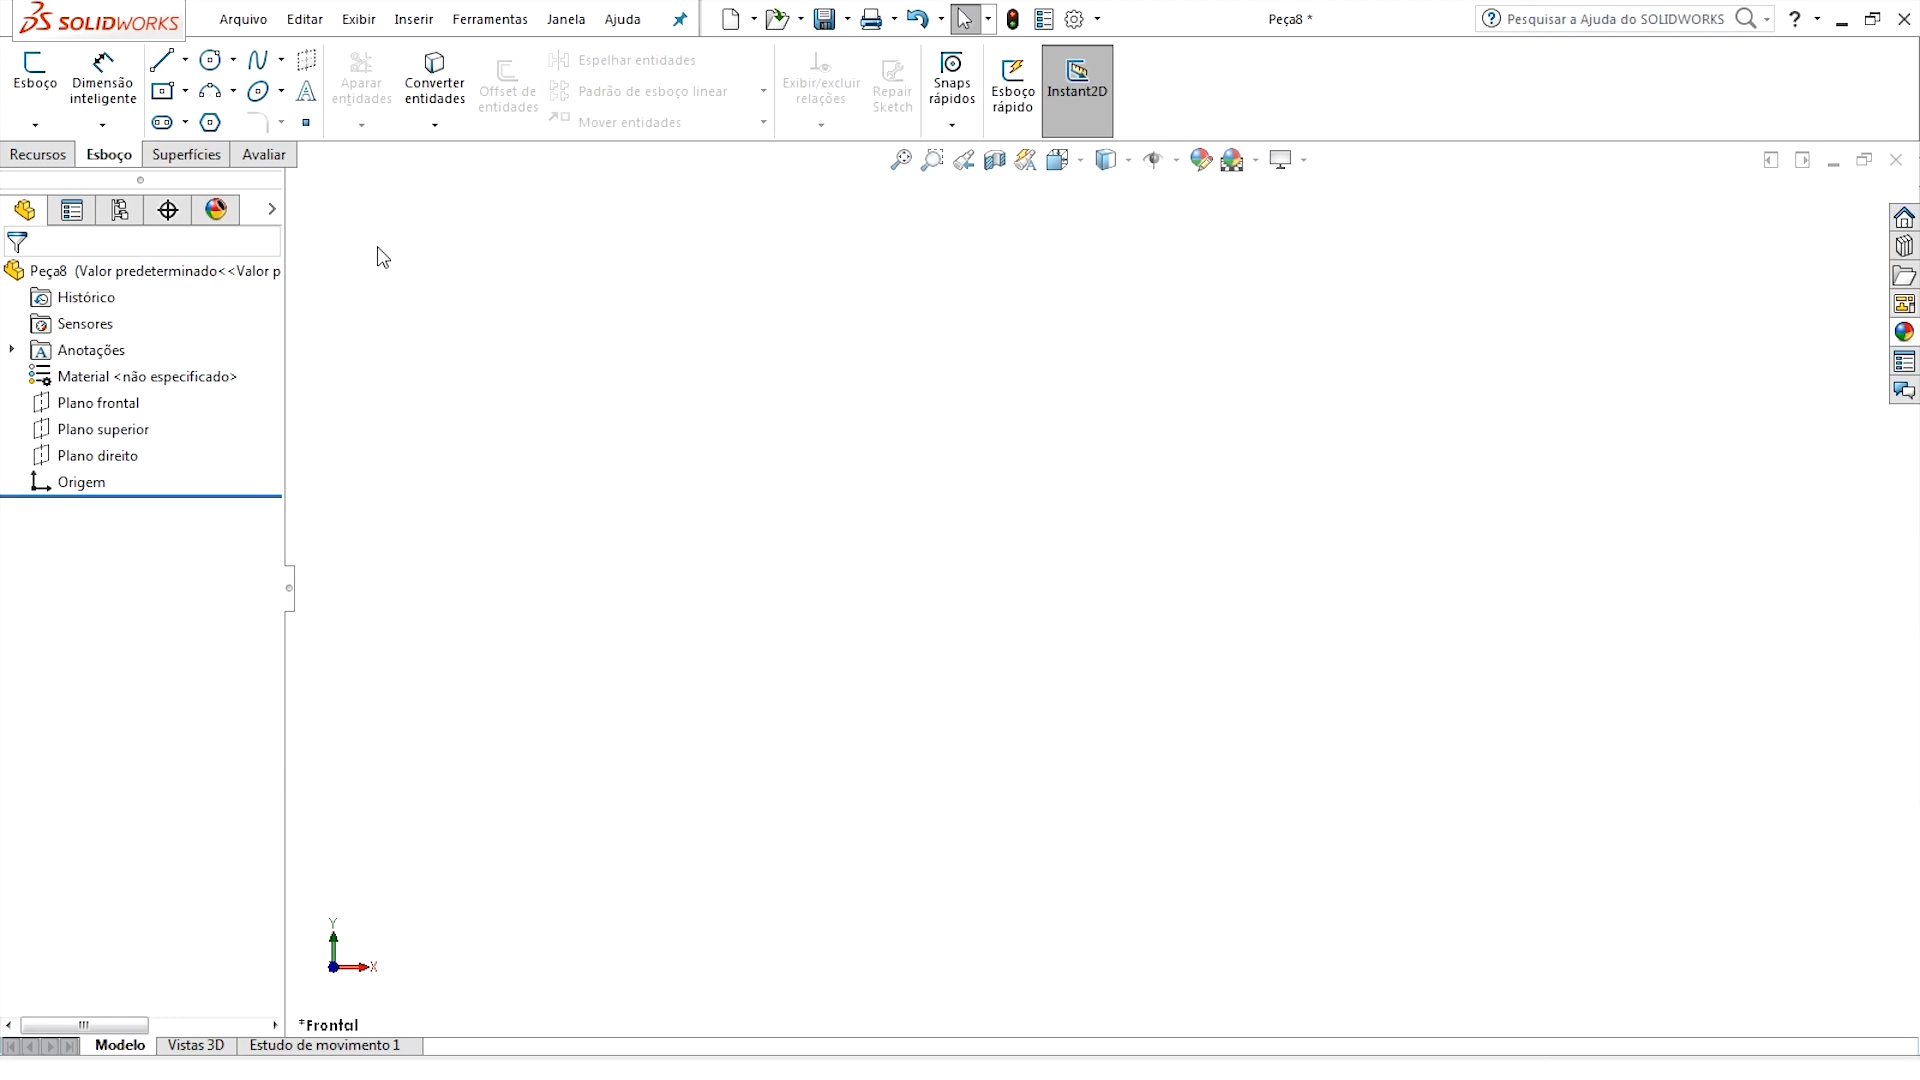 SOLIDWORKS
Arquivo Editar Exibir Inserir Ferramentas Janela Ajuda
Peça8 *
Pesquisar a Ajuda do SOLIDWORKS
?
Esboço
Dimensão
inteligente
A
Aparar
entidades
Converter
entidades
Offset de
entidades
Espelhar entidades
Padrão de esboço linear
Mover entidades
Exibir/excluir
relações
Repair
Sketch
Snaps
rápidos
Esboço
rápido
Instant2D
Recursos Esboço Superfícies Avaliar
Peça8 (Valor predeterminado<<Valor p
Histórico
Sensores
Anotações
Material <não especificado>
Plano frontal
Plano superior
Plano direito
Origem
Y
X
*Frontal
Modelo Vistas 3D Estudo de movimento 1